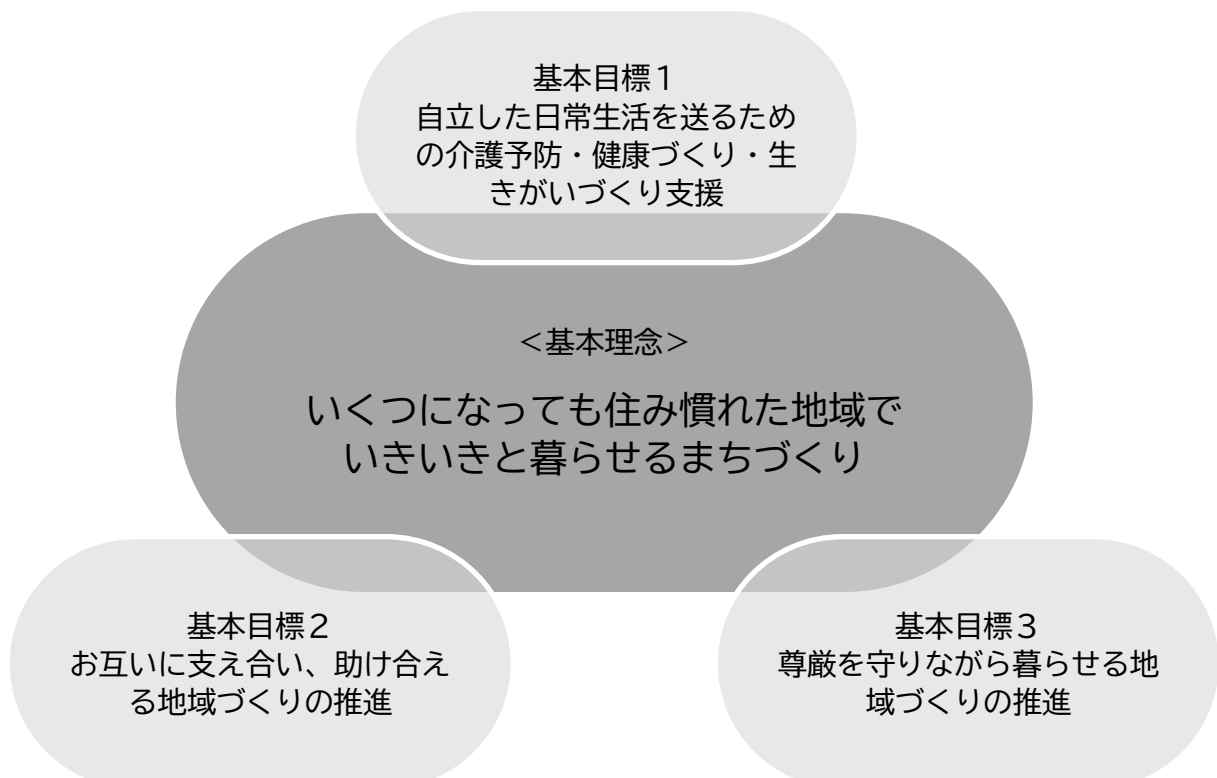 基本目標1
自立した日常生活を送るため
の介護予防・健康づくり・生
きがいづくり支援
<基本理念>
いくつになっても住み慣れた地域で
いきいきと暮らせるまちづくり
基本目標2
お互いに支え合い、助け合え
る地域づくりの推進
基本目標3
尊厳を守りながら暮らせる地
域づくりの推進